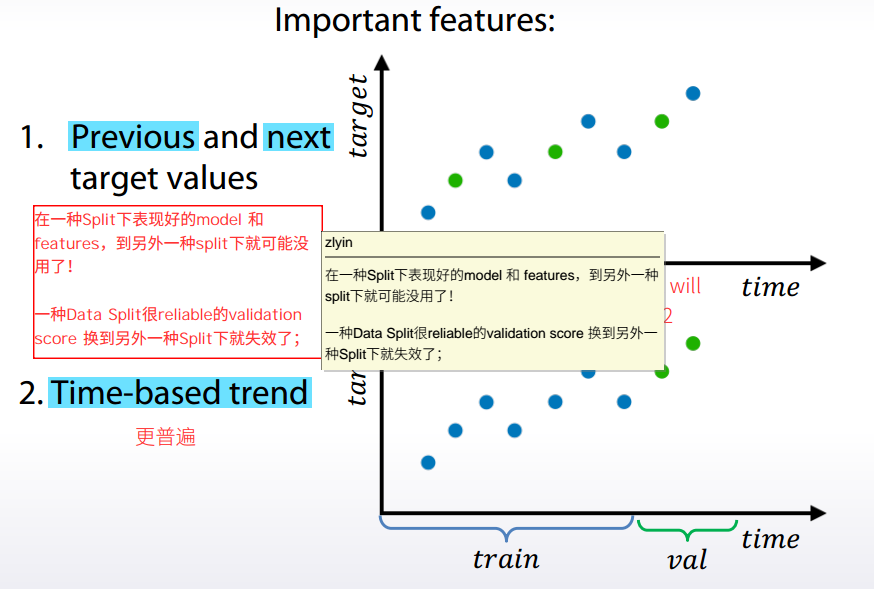 Important features:
target
1. Previous and next
target values
在一种Split下表现好的model 和
features，到另外一种split下就可能没
用了！
一种Data Split很reliable的validation
score 换到另外一种Split下就失效了；
zlyin
在一种Split下表现好的model 和 features，到另外一种
split下就可能没用了！
一种Data Split很reliable的validation score 换到另外一
种Split下就失效了；
will
2
time
2. Time-based trend
更普遍
tar
train
val
time